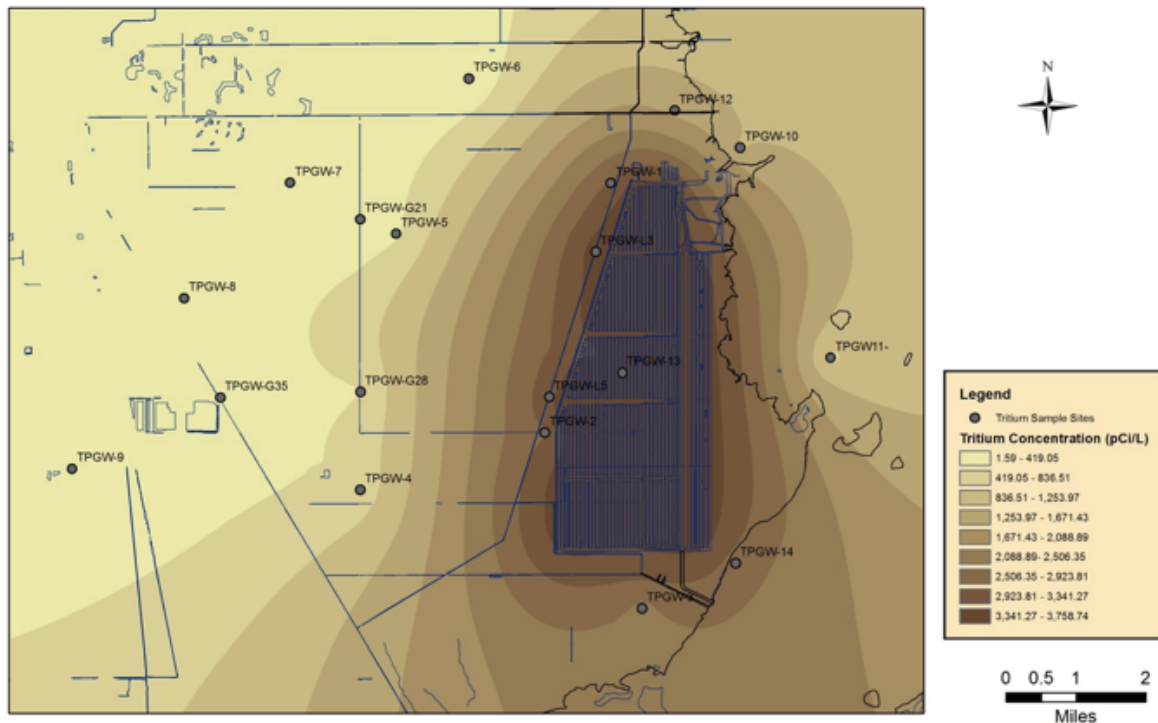 N
TPGW-6
TPGW-12
TPGW-10
TPGW-7
TPGW-1
TPGW-G21
TPGW-5
TPGW-L3
TPGW-8
TPGW11-
TPGW-13
TPGW-G28
TPGW-G35
TPGW-L5
TPGW-2
TPGW-9
TPGW-4
TPGW-14
Legend
Tritium Sample Sites
Tritium Concentration (pCi/L)
1.59 - 419.05
419.05 - 836.51
836.51 - 1,253.97
1,253.97 - 1,671.43
1,671.43 - 2,088.89
2,088.89 - 2,506.35
2,506.35 - 2,923.81
2,923.81 - 3,341.27
3,341.27 - 3,758.74
0 0.5 1 2
Miles